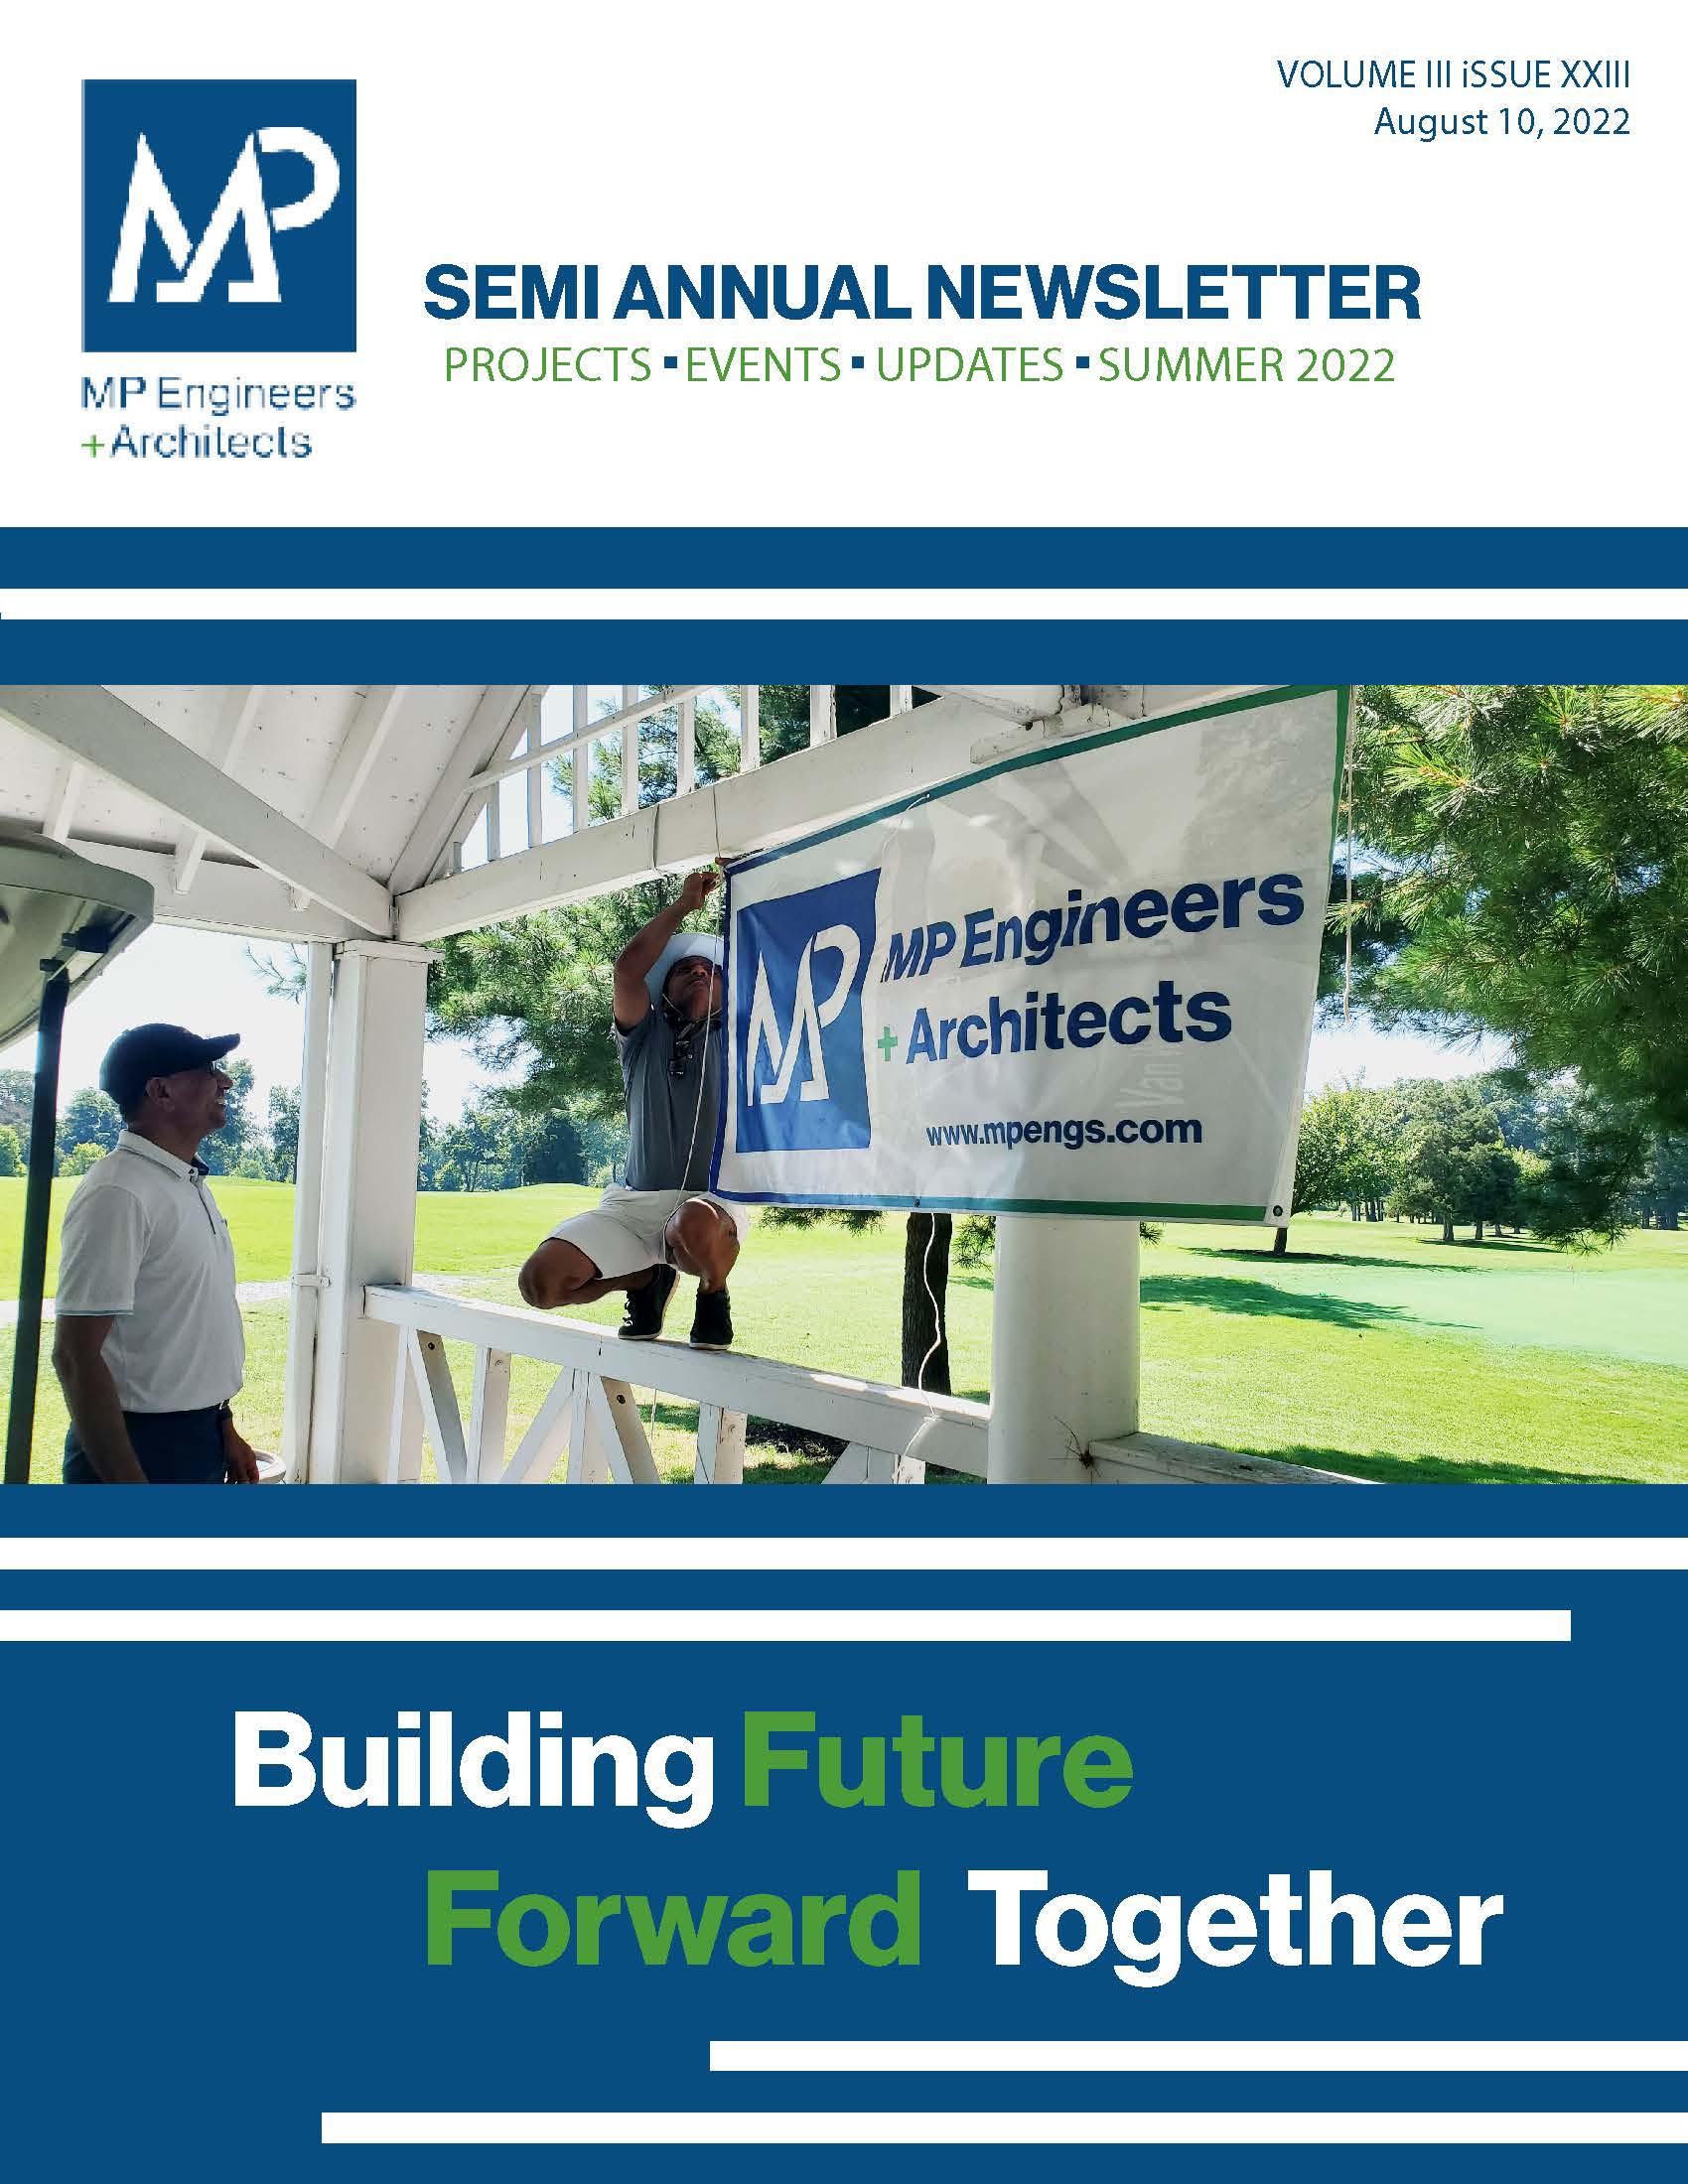 VOLUME III iSSUE XXIII
August 10, 2022
MP
MP Engineers
+Architects
SEMI ANNUAL NEWSLETTER
PROJECTS ▪ EVENTS ▪ UPDATES ▪ SUMMER 2022
MP
MP Engineers
+ Architects
www.mpengs.com
Building Future
Forward Together